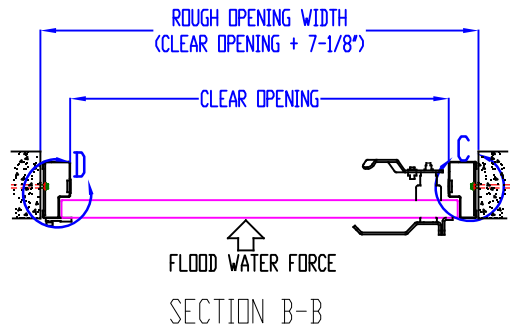 ROUGH OPENING WIDTH
(CLEAR OPENING + 7-1/8")
CLEAR OPENING
D
C
FLOOD WATER FORCE
SECTION B-B